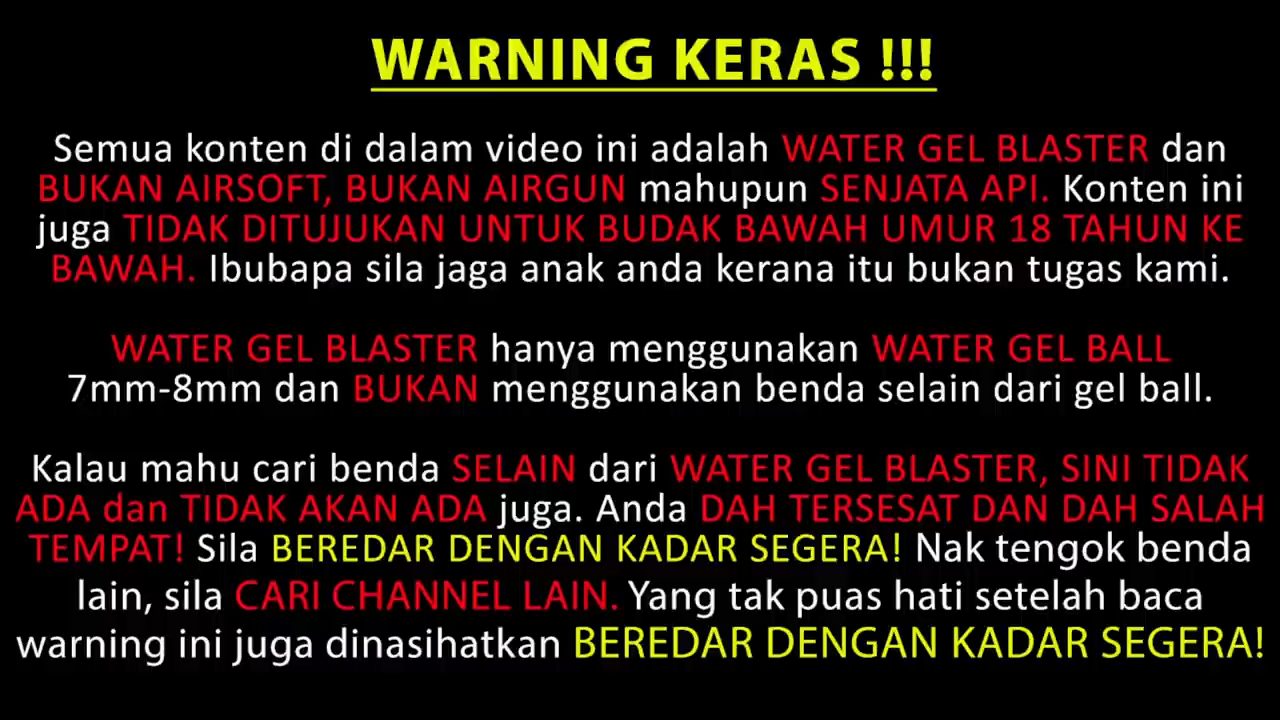 WARNING KERAS !!!
Semua konten di dalam video ini adalah WATER GEL BLASTER dan
BUKAN AIRSOFT, BUKAN AIRGUN mahupun SENJATA API. Konten ini
juga TIDAK DITUJUKAN UNTUK BUDAK BAWAH UMUR 18 TAHUN KE
BAWAH. Ibubapa sila jaga anak anda kerana itu bukan tugas kami.
WATER GEL BLASTER hanya menggunakan WATER GEL BALL
7mm-8mm dan BUKAN menggunakan benda selain dari gel ball.
Kalau mahu cari benda SELAIN dari WATER GEL BLASTER, SINI TIDAK
ADA dan TIDAK AKAN ADA juga. Anda DAH TERSESAT DAN DAH SALAH
TEMPAT! Sila BEREDAR DENGAN KADAR SEGERA! Nak tengok benda
lain, sila CARI CHANNEL LAIN. Yang tak puas hati setelah baca
warning ini juga dinasihatkan BEREDAR DENGAN KADAR SEGERA!